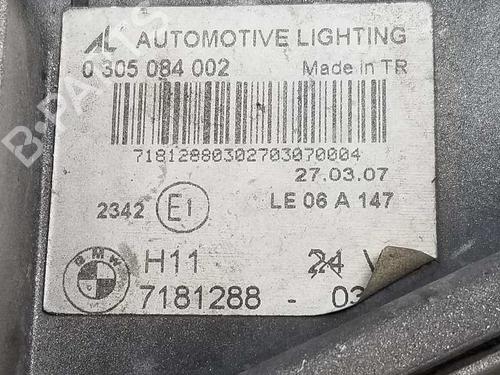 AL AUTOMOTIVE LIGHTING
0 305 084 002 Made in TR
71812880302703070004
27.03.07
2342 E1 LE 06 A 147
BMW H11 24 V
7181288 - 03
B-PARTS